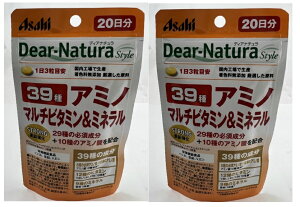 Asahi
20日分
Dear-Natura
ディアナチュラ
Style
1日3粒目安
国内工場で生産
着色料無添加 厳選した原料
39種
アミノ
マルチビタミン&ミネラル
29種の必須成分
+10種のアミノ酸を配合
39種の成分
Asahi
20日分
Dear-Natura
ディアナチュラ
Style
1日3粒目安
国内工場で生産
着色料無添加 厳選した原料
39種
アミノ
マルチビタミン&ミネラル
29種の必須成分
+10種のアミノ酸を配合
39種の成分